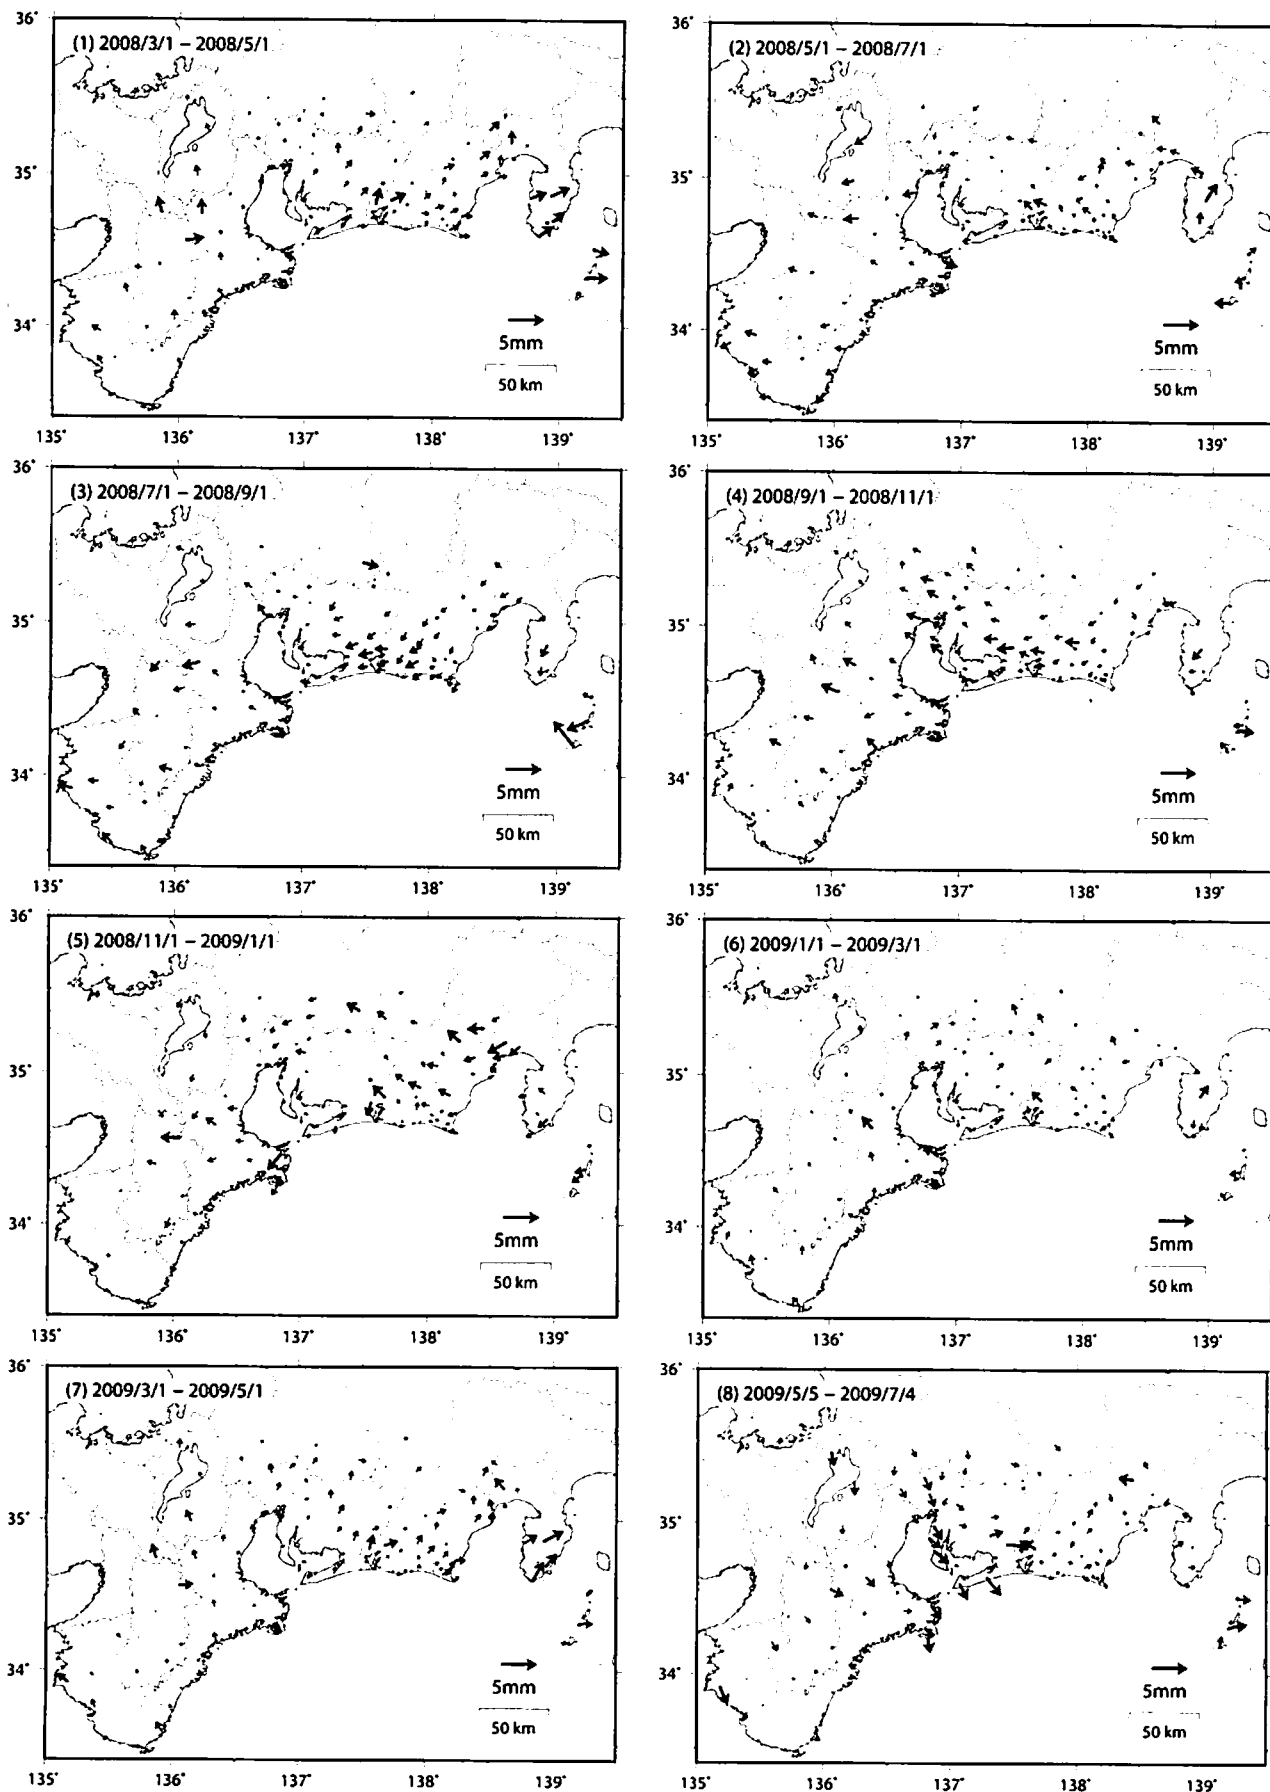 36°
(1) 2008/3/1 – 2008/5/1
35°
34°
5mm
50 km
135° 136° 137° 138° 139°
36°
(2) 2008/5/1 – 2008/7/1
35°
34°
5mm
50 km
135° 136° 137° 138° 139°
36°
(3) 2008/7/1 – 2008/9/1
35°
34°
5mm
50 km
135° 136° 137° 138° 139°
36°
(4) 2008/9/1 – 2008/11/1
35°
34°
5mm
50 km
135° 136° 137° 138° 139°
36°
(5) 2008/11/1 – 2009/1/1
35°
34°
5mm
50 km
135° 136° 137° 138° 139°
36°
(6) 2009/1/1 – 2009/3/1
35°
34°
5mm
50 km
135° 136° 137° 138° 139°
36°
(7) 2009/3/1 – 2009/5/1
35°
34°
5mm
50 km
135° 136° 137° 138° 139°
36°
(8) 2009/5/5 – 2009/7/4
35°
34°
5mm
50 km
135° 136° 137° 138° 139°